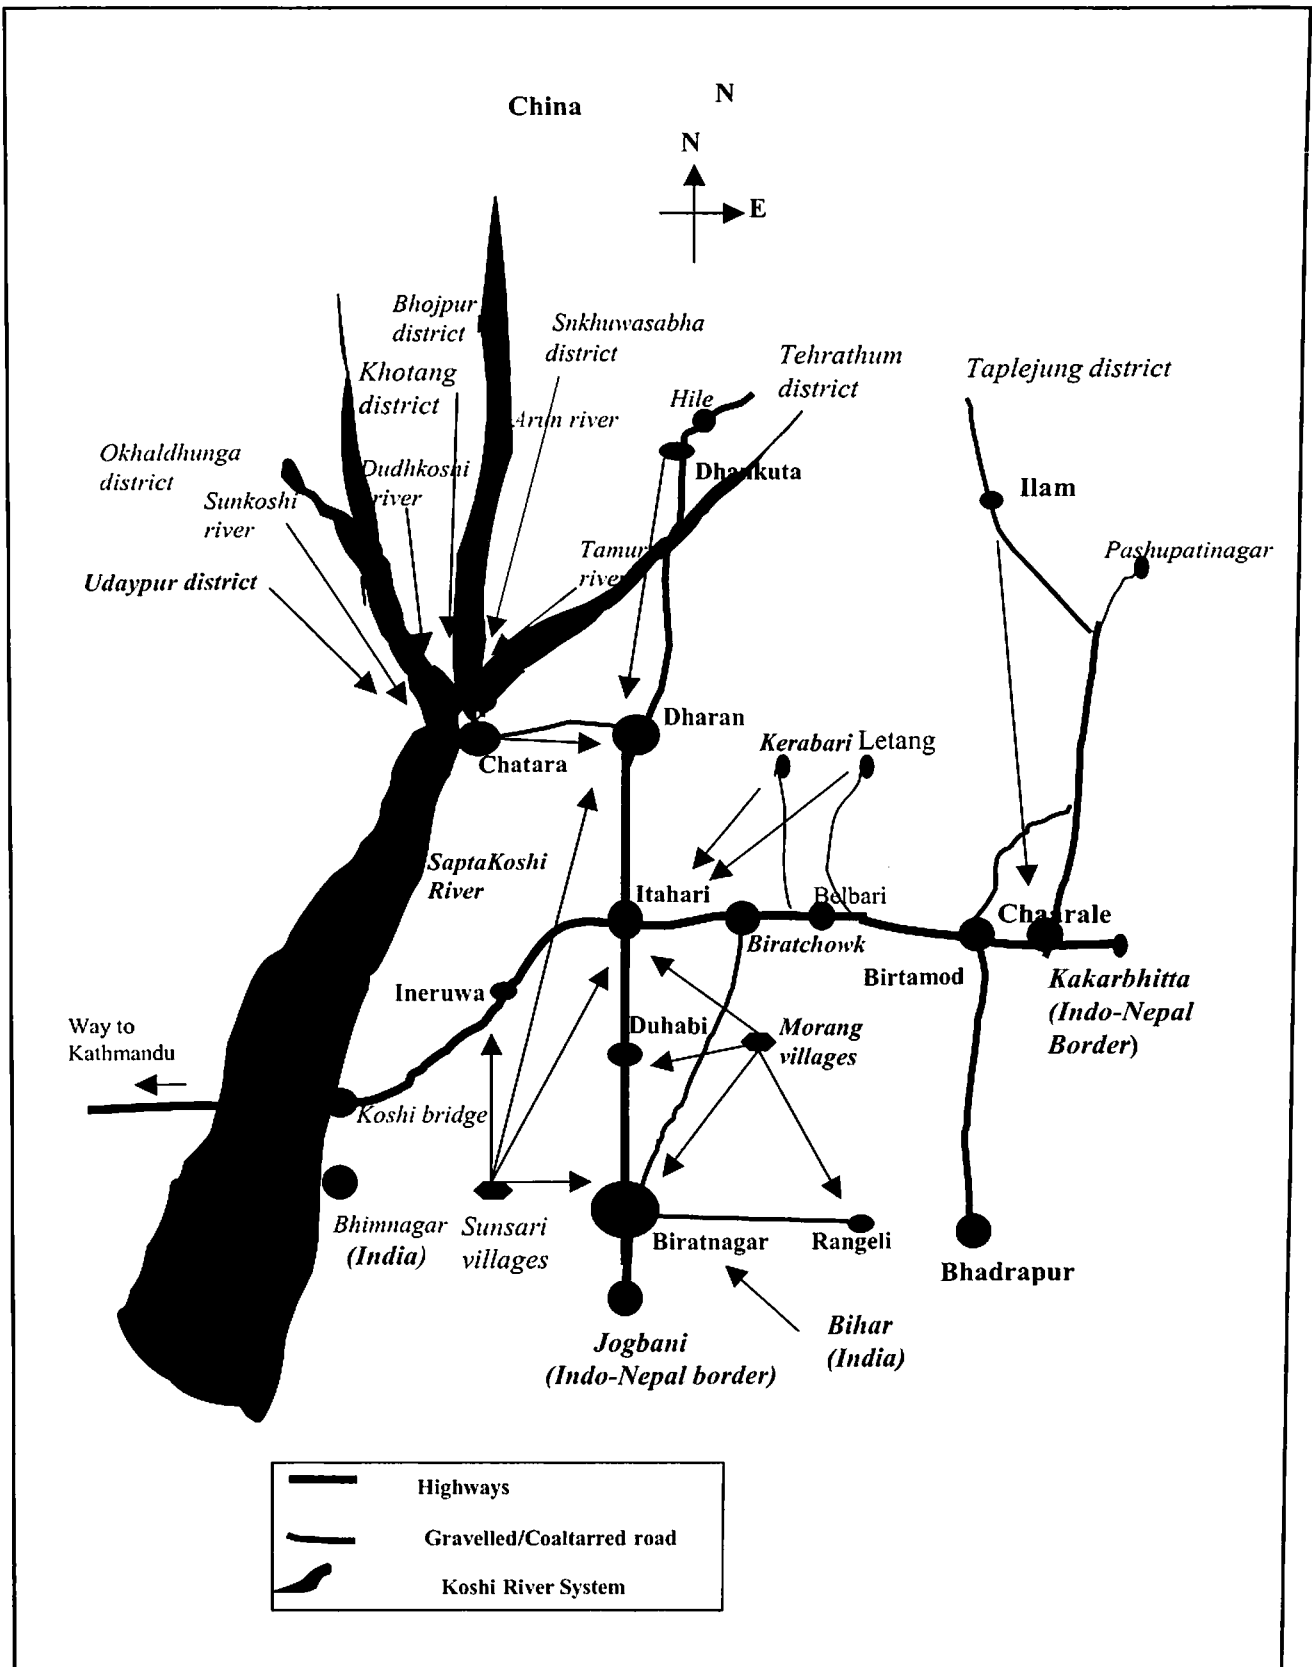 China
N
N
E
Bhojpur
district
Snkhuwasabha
district
Khotang
district
Tehrathum
district
Taplejung district
Hile
Arun river
Okhaldhunga
district
Dudhkoshi
river
Dhankuta
Sunkoshi
river
Ilam
Tamur
river
Pashupatinagar
Udaypur district
Dharan
Kerabari Letang
Chatara
SaptaKoshi
River
Itahari
Belbari
Chaarale
Biratchowk
Birtamod
Kakarbhitta
(Indo-Nepal
Border)
Ineruwa
Way to
Kathmandu
Duhabi
Morang
villages
Koshi bridge
Bhimnagar
(India)
Sunsari
villages
Biratnagar
Rangeli
Bhadrapur
Jogbani
(Indo-Nepal border)
Bihar
(India)
Highways
Gravelled/Coaltarred road
Koshi River System